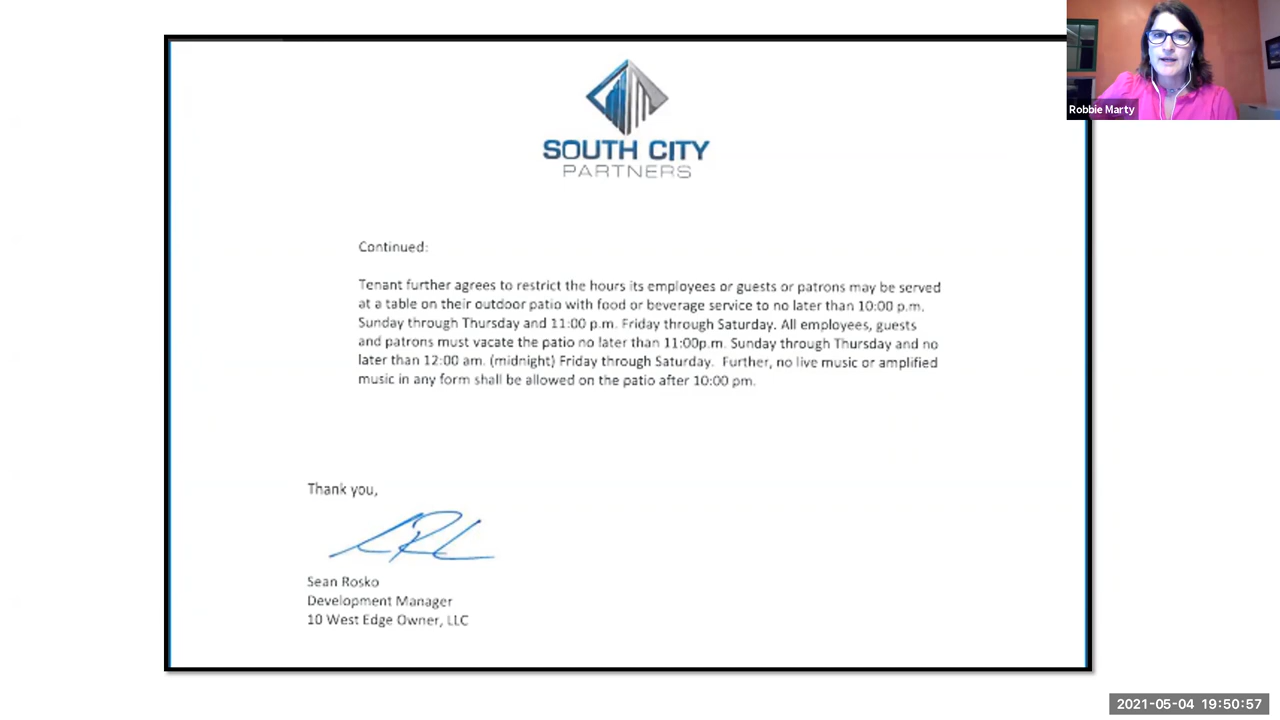 Robbie Marty
SOUTH CITY
PARTNERS
Continued:
Tenant further agrees to restrict the hours its employees or guests or patrons may be served
at a table on their outdoor patio with food or beverage service to no later than 10:00 p.m.
Sunday through Thursday and 11:00 p.m. Friday through Saturday. All employees, guests
and patrons must vacate the patio no later than 11:00p.m. Sunday through Thursday and no
later than 12:00 am. (midnight) Friday through Saturday.  Further, no live music or amplified
music in any form shall be allowed on the patio after 10:00 pm.
Thank you,
Sean Rosko
Development Manager
10 West Edge Owner, LLC
2021-05-04 19:50:57